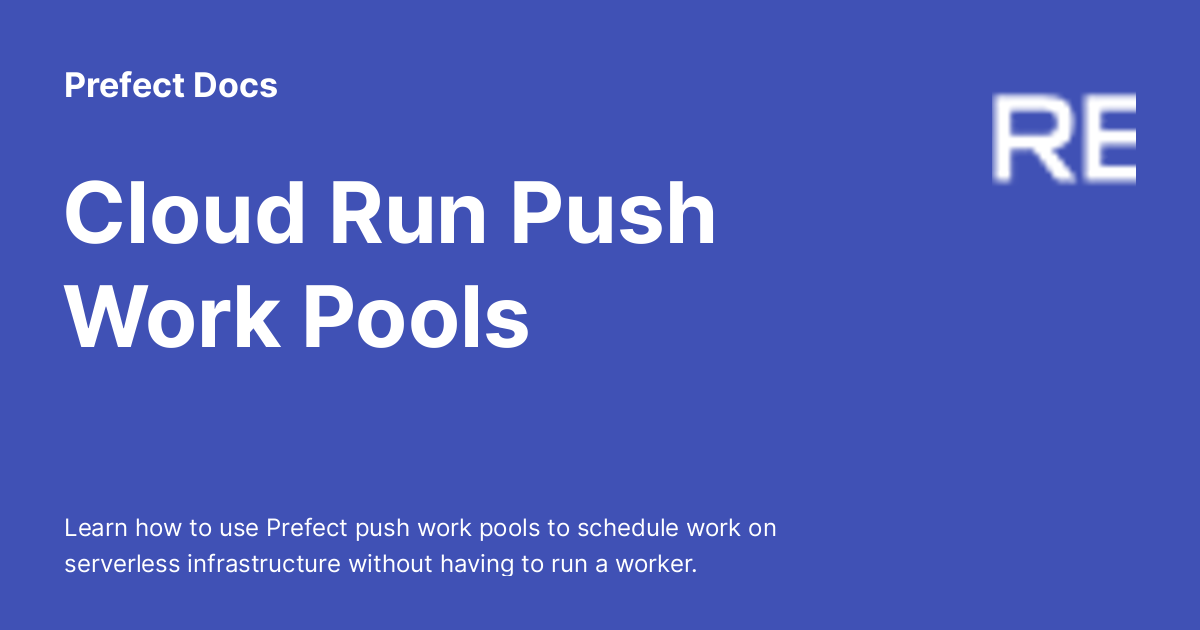 Prefect Docs
RE
Cloud Run Push
Work Pools
Learn how to use Prefect push work pools to schedule work on
serverless infrastructure without having to run a worker.